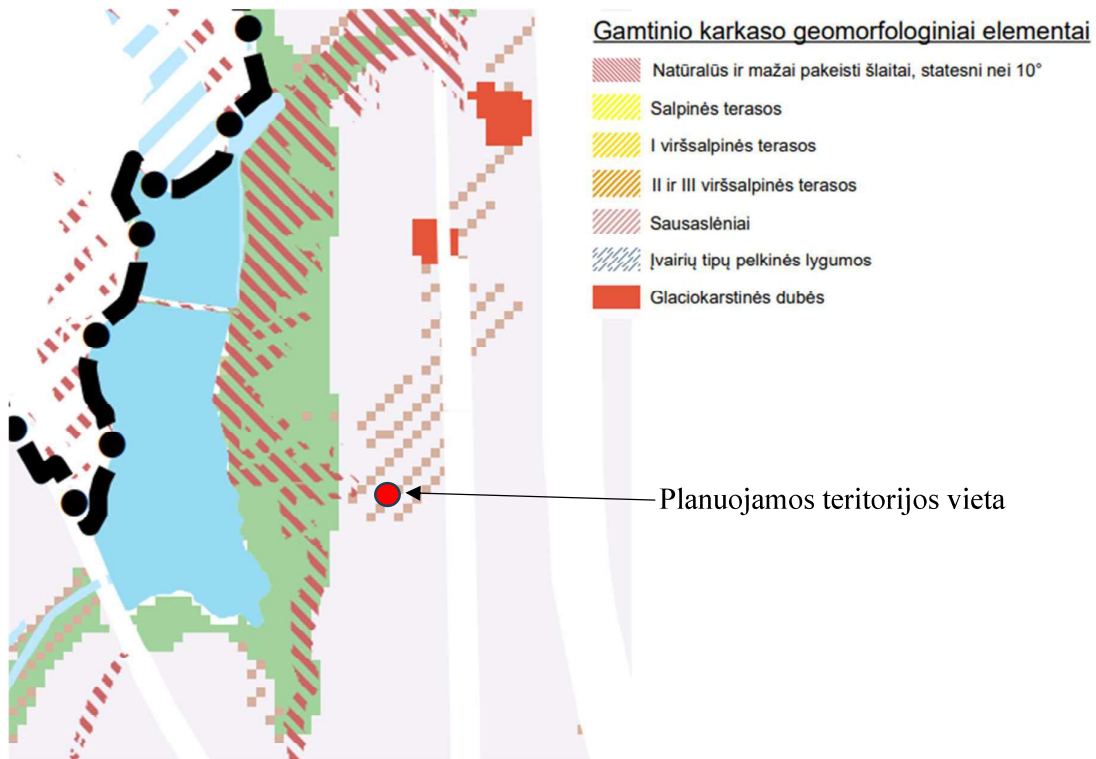 Gamtinio karkaso geomorfologiniai elementai
Natūralūs ir mažai pakeisti šlaitai, statesni nei 10°
Salpinės terasos
I viršsalpinės terasos
II ir III viršsalpinės terasos
Sausaslėniai
Įvairių tipų pelkinės lygumos
Glaciokarstinės dubės
Planuojamos teritorijos vieta